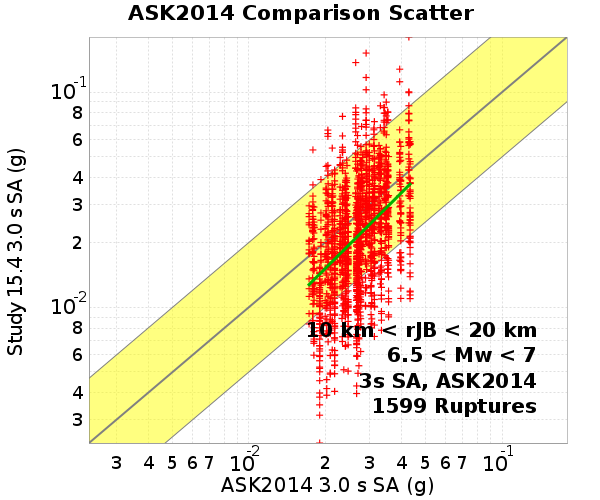 ASK2014 Comparison Scatter
Study 15.4 3.0 s SA (g)
10^-1
8
6
4
3
2
10^-2
8
6
4
3
10 km < rJB < 20 km
6.5 < Mw < 7
3s SA, ASK2014
1599 Ruptures
3 4 5 6 7 10^-2 2 3 4 5 6 7 10^-1
ASK2014 3.0 s SA (g)